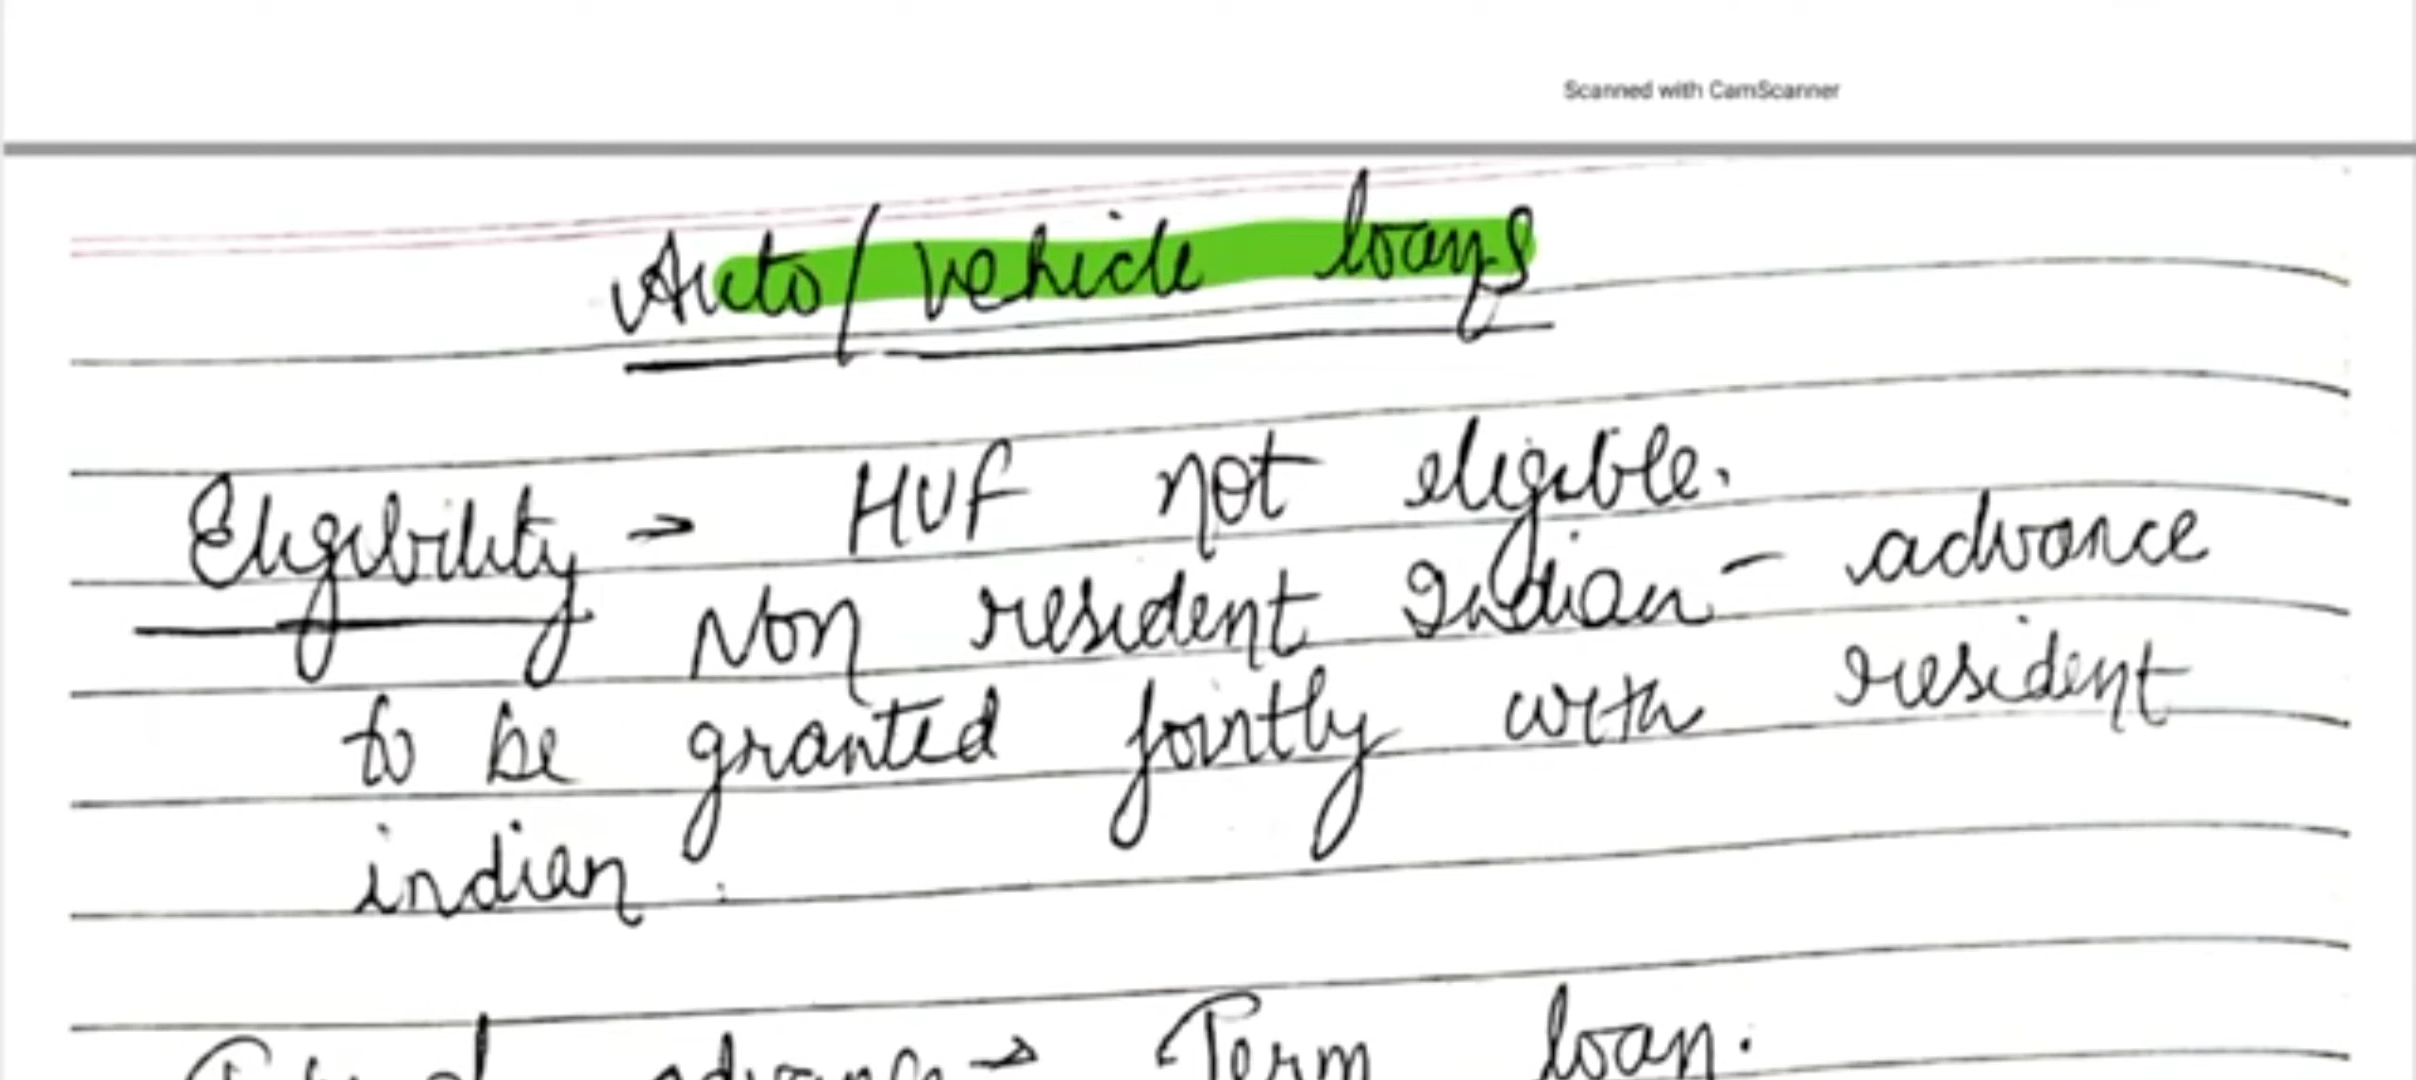 Scanned with CamScanner
Auto/vehicle loans
Eligibility → HUF not eligible.
Non resident Indian - advance
to be granted jointly with resident
indian.
advance → Term loan.